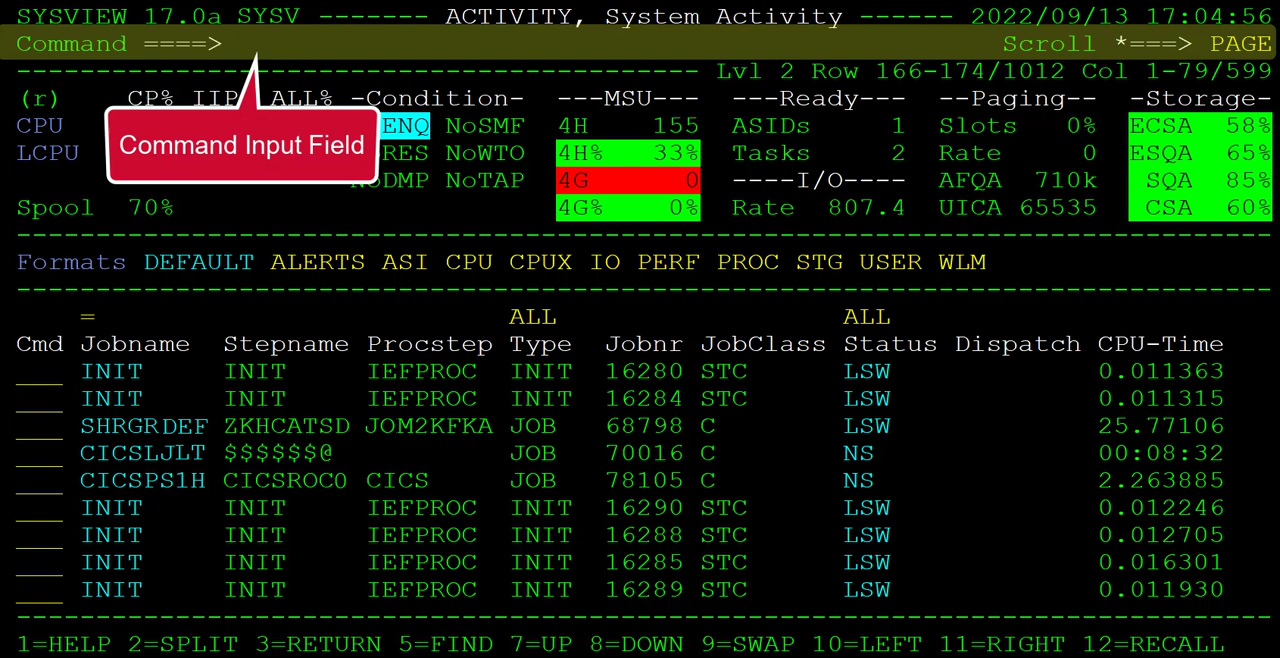 SYSVIEW 17.0a SYSV ------- ACTIVITY, System Activity ------ 2022/09/13 17:04:56
Command ====> Scroll *===> PAGE
------------------------------------------- Lvl 2 Row 166-174/1012 Col 1-79/599
(r) CP% IIP ALL% -Condition- ---MSU--- ---Ready--- --Paging-- -Storage-
CPU ENQ NoSMF 4H 155 ASIDs 1 Slots 0% ECSA 58%
Command Input Field
LCPU RES NoWTO 4H% 33% Tasks 2 Rate 0 ESQA 65%
NoDMP NoTAP 4G 0 ----I/O---- AFQA 710k SQA 85%
Spool 70% 4G% 0% Rate 807.4 UICA 65535 CSA 60%
-------------------------------------------------------------------------------
Formats DEFAULT ALERTS ASI CPU CPUX IO PERF PROC STG USER WLM
-------------------------------------------------------------------------------
= ALL ALL
Cmd Jobname Stepname Procstep Type Jobnr JobClass Status Dispatch CPU-Time
___ INIT INIT IEFPROC INIT 16280 STC LSW 0.011363
___ INIT INIT IEFPROC INIT 16284 STC LSW 0.011315
___ SHRGRDEF ZKHCATSD JOM2KFKA JOB 68798 C LSW 25.77106
___ CICSLJLT $$$$$$@ JOB 70016 C NS 00:08:32
___ CICSPS1H CICSROC0 CICS JOB 78105 C NS 2.263885
___ INIT INIT IEFPROC INIT 16290 STC LSW 0.012246
___ INIT INIT IEFPROC INIT 16288 STC LSW 0.012705
___ INIT INIT IEFPROC INIT 16285 STC LSW 0.016301
___ INIT INIT IEFPROC INIT 16289 STC LSW 0.011930
-------------------------------------------------------------------------------
1=HELP 2=SPLIT 3=RETURN 5=FIND 7=UP 8=DOWN 9=SWAP 10=LEFT 11=RIGHT 12=RECALL